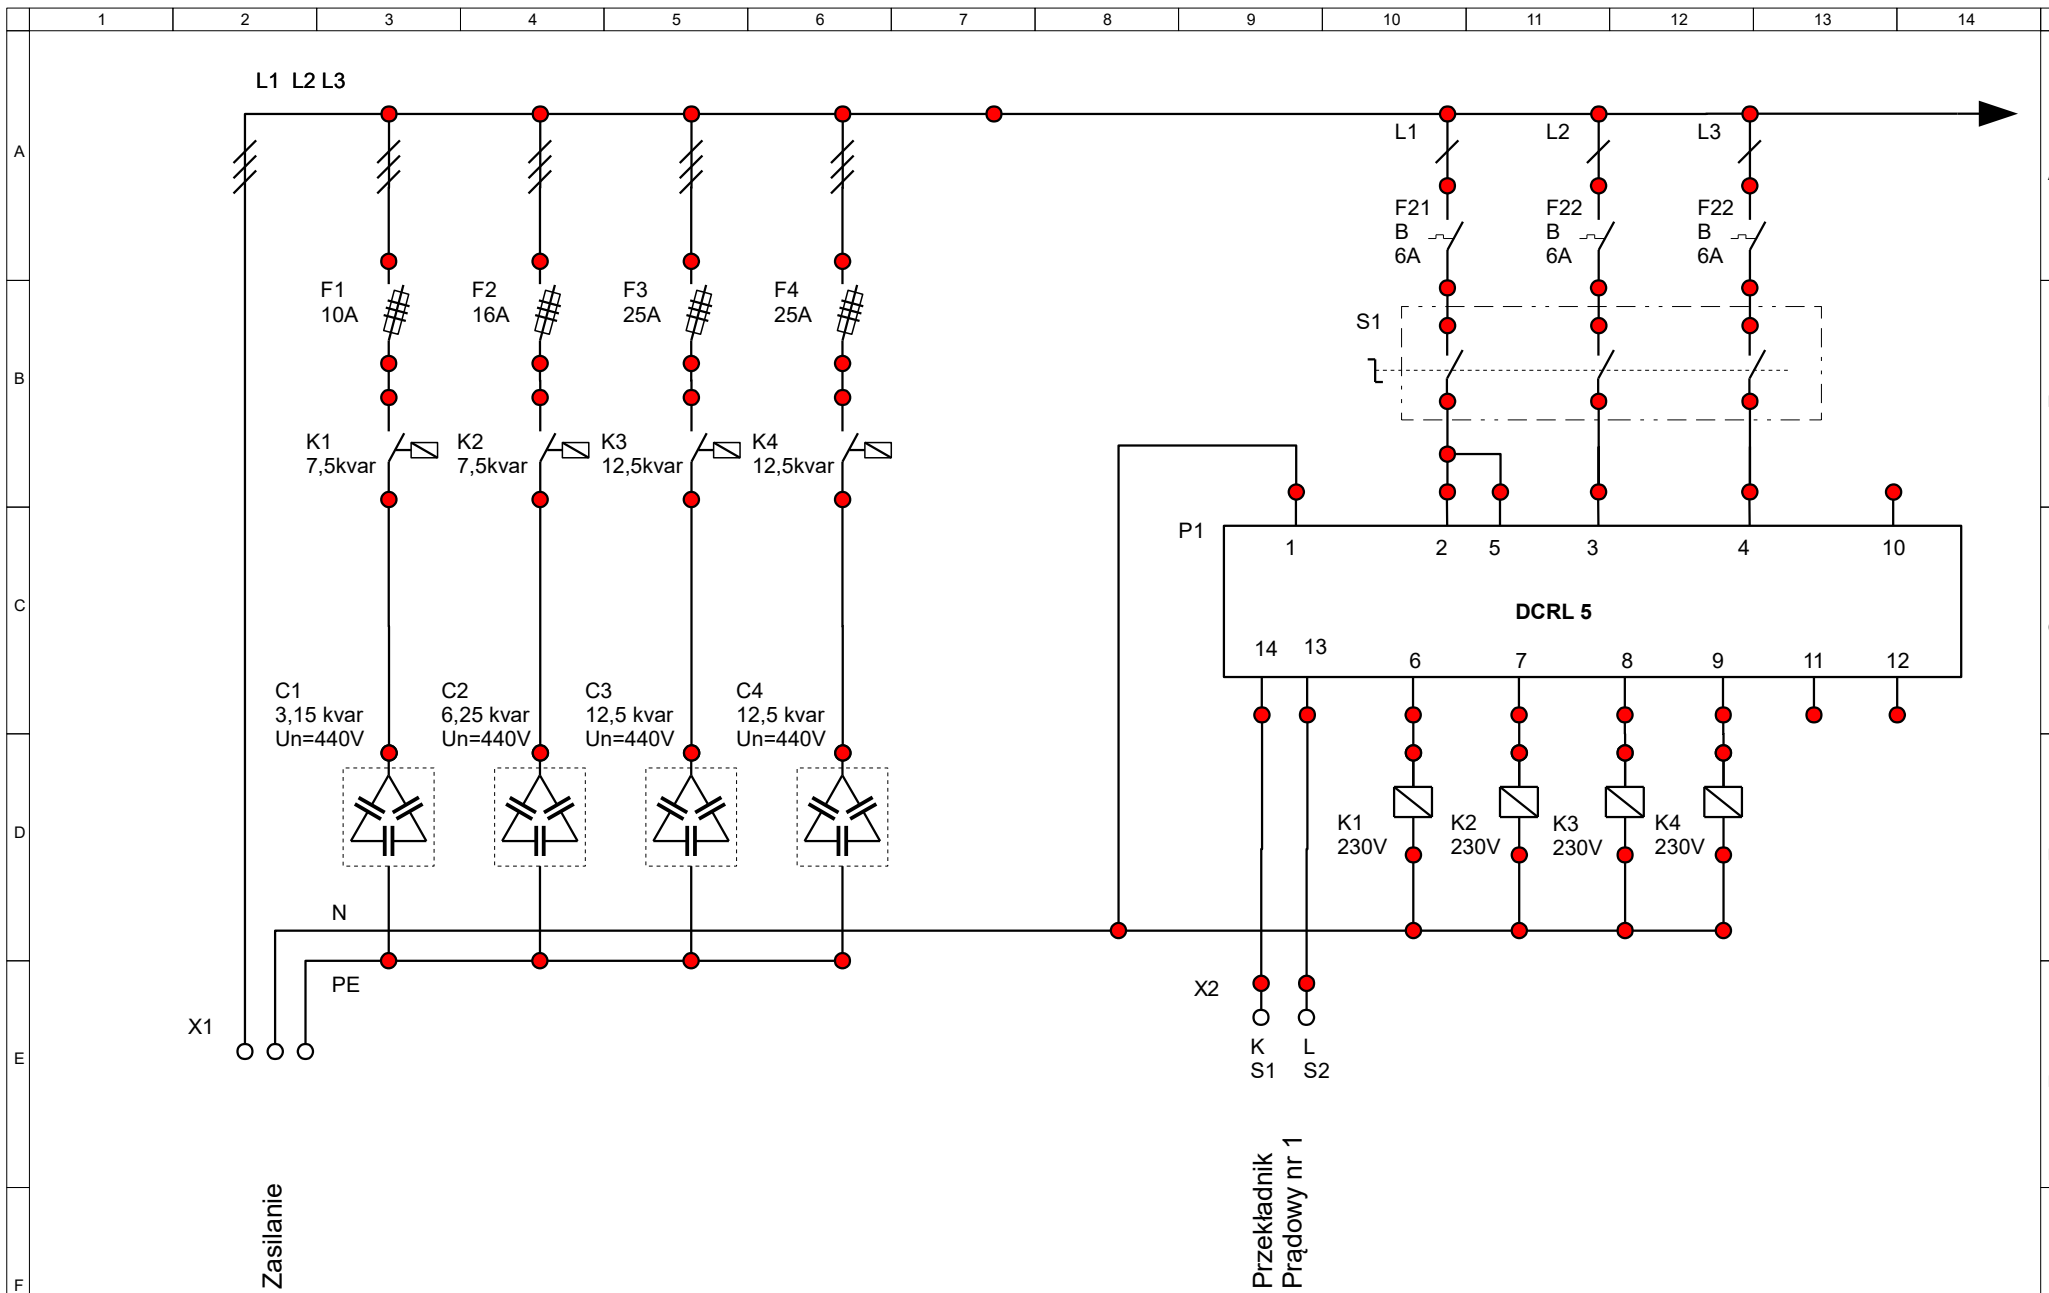 1 2 3 4 5 6 7 8 9 10 11 12 13 14
L1 L2 L3
A
L1 L2 L3
F21
B
6A
F22
B
6A
F22
B
6A
F1
10A
F2
16A
F3
25A
F4
25A
S1
B
K1
7,5kvar
K2
7,5kvar
K3
12,5kvar
K4
12,5kvar
P1
1 2 5 3 4 10
DCRL 5
C
14 13 6 7 8 9 11 12
C1
3,15 kvar
Un=440V
C2
6,25 kvar
Un=440V
C3
12,5 kvar
Un=440V
C4
12,5 kvar
Un=440V
D
K1
230V
K2
230V
K3
230V
K4
230V
N
PE
X1
X2
E
K
S1
L
S2
Zasilanie
Przekładnik
Prądowy nr 1
F